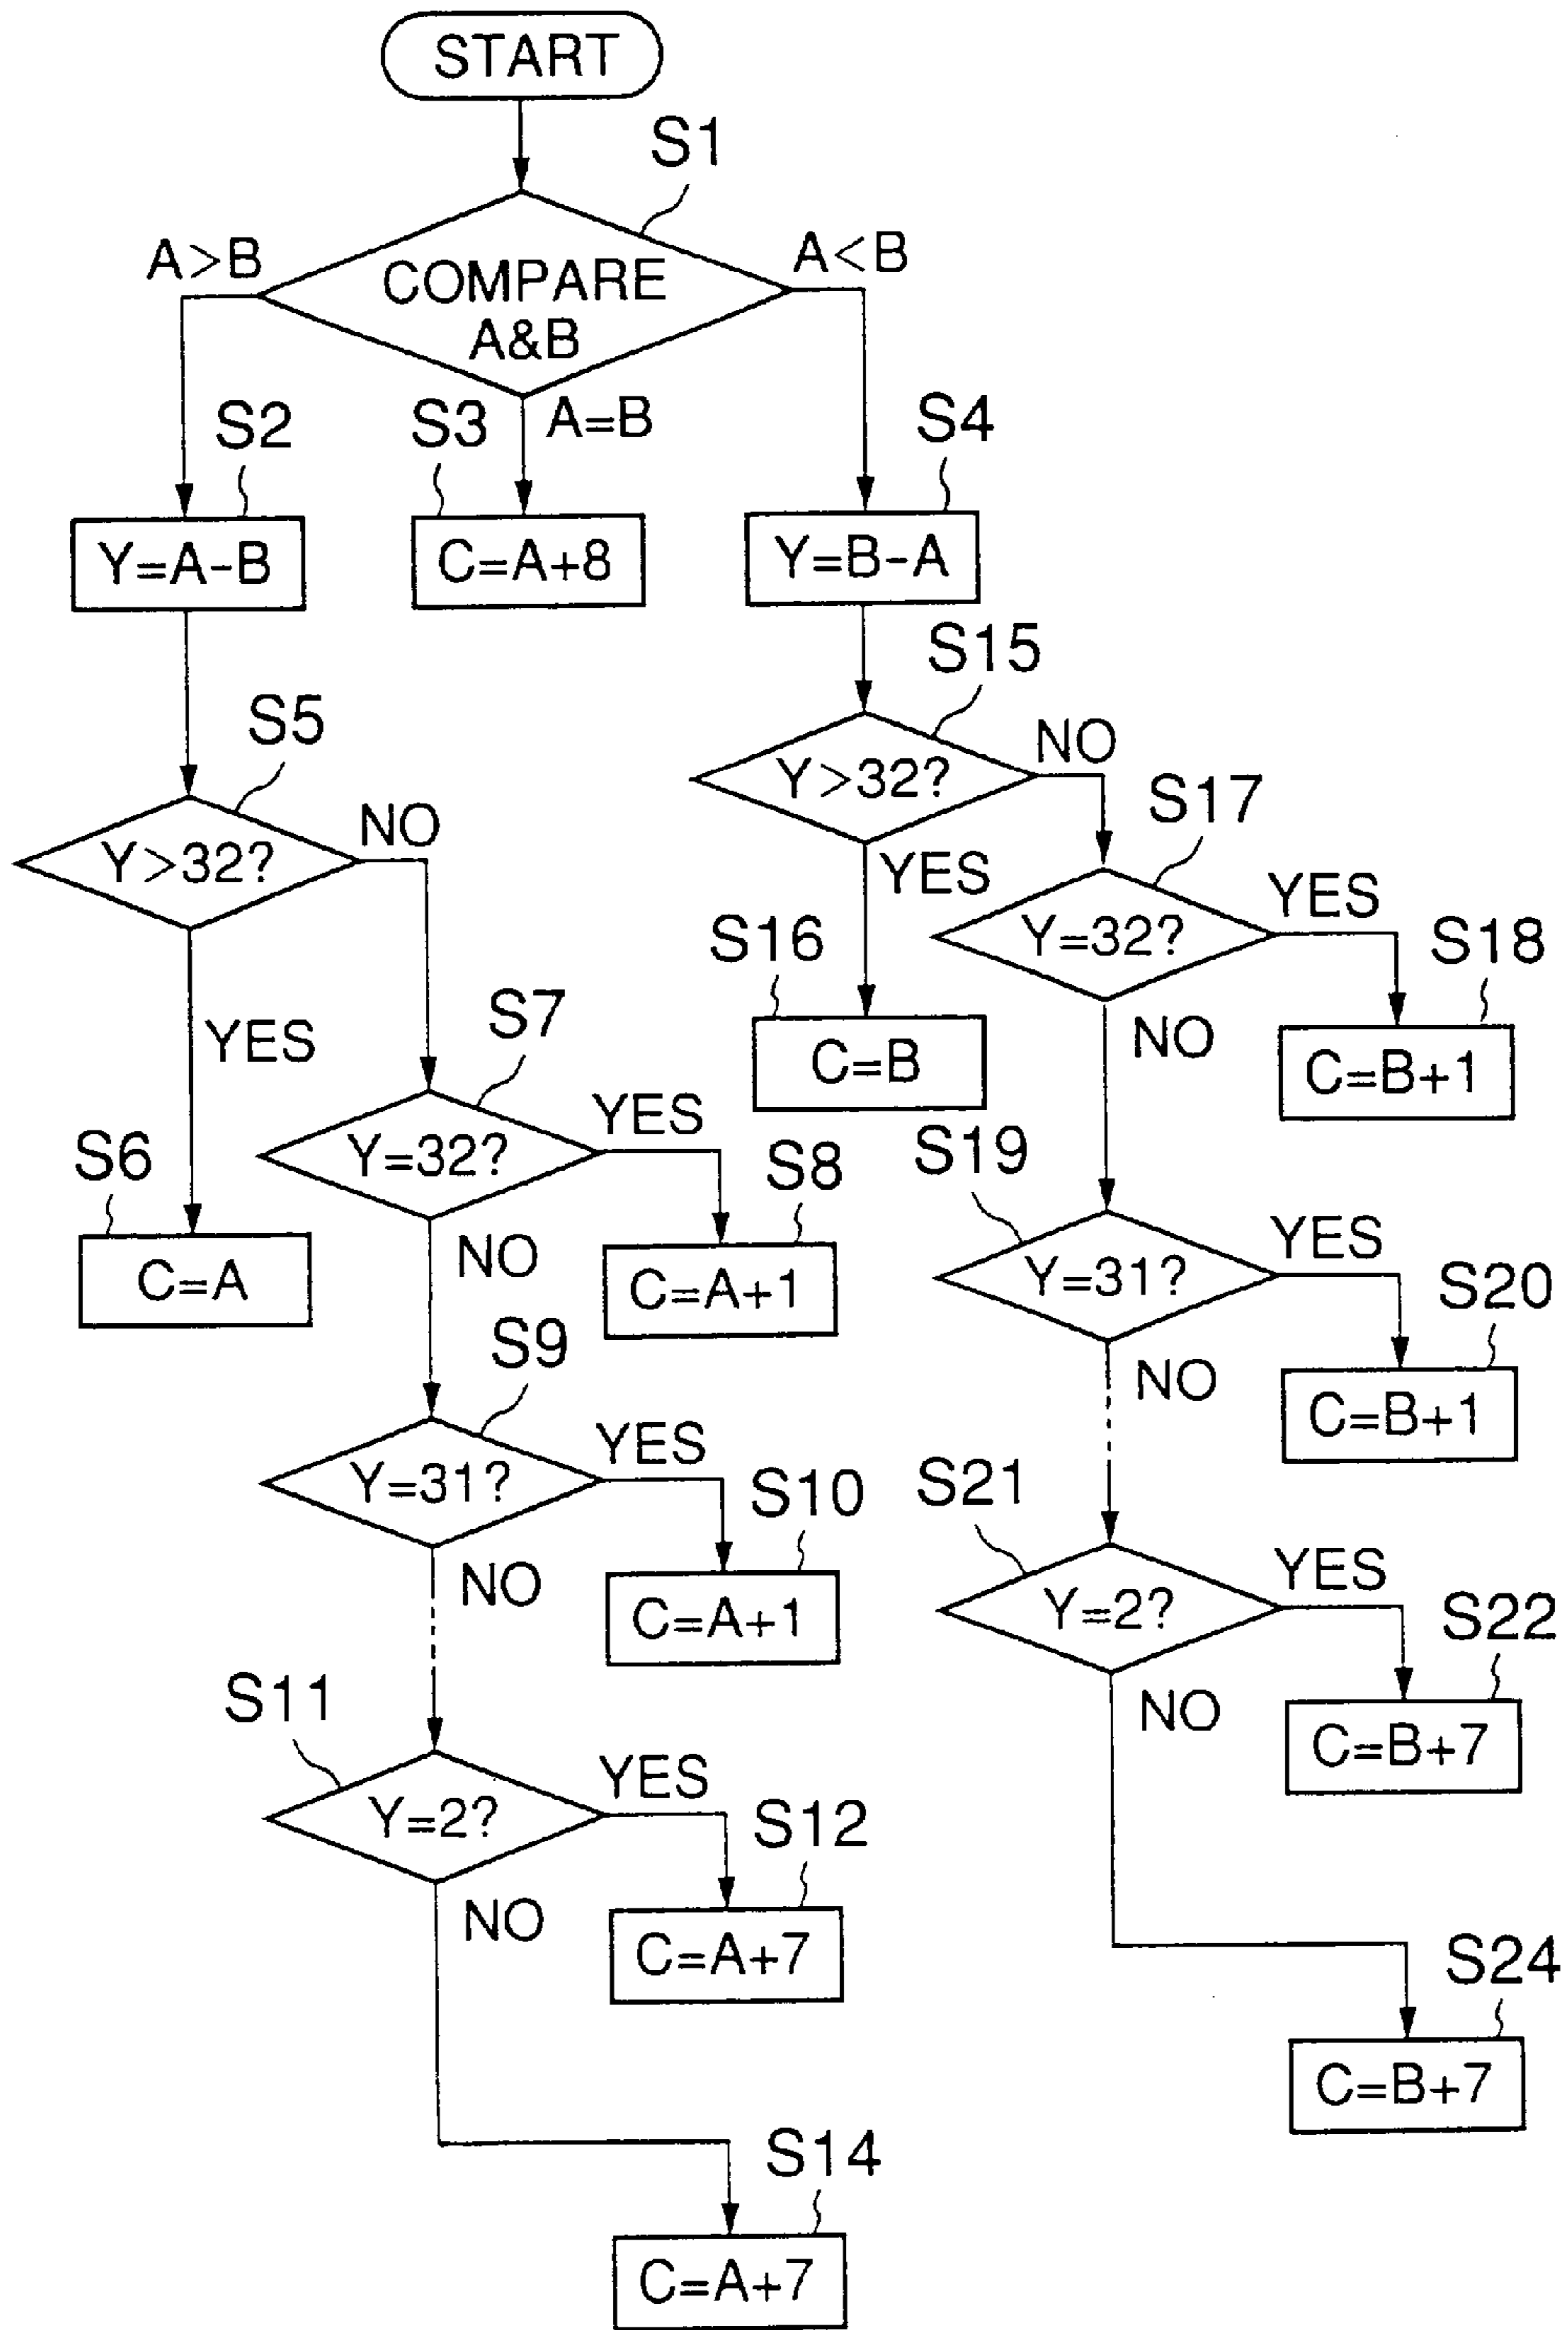 START
S1
A>B
A<B
COMPARE
A&B
S2
S3
A=B
S4
Y=A-B
C=A+8
Y=B-A
S15
S5
Y>32?
NO
S17
Y>32?
NO
YES
YES
S16
Y=32?
S18
S7
YES
C=B
NO
C=B+1
S6
Y=32?
YES
S8
S19
C=A
NO
C=A+1
Y=31?
YES
S20
S9
NO
C=B+1
Y=31?
YES
S10
S21
NO
C=A+1
Y=2?
YES
S22
S11
NO
C=B+7
Y=2?
YES
S12
NO
C=A+7
S24
C=B+7
S14
C=A+7